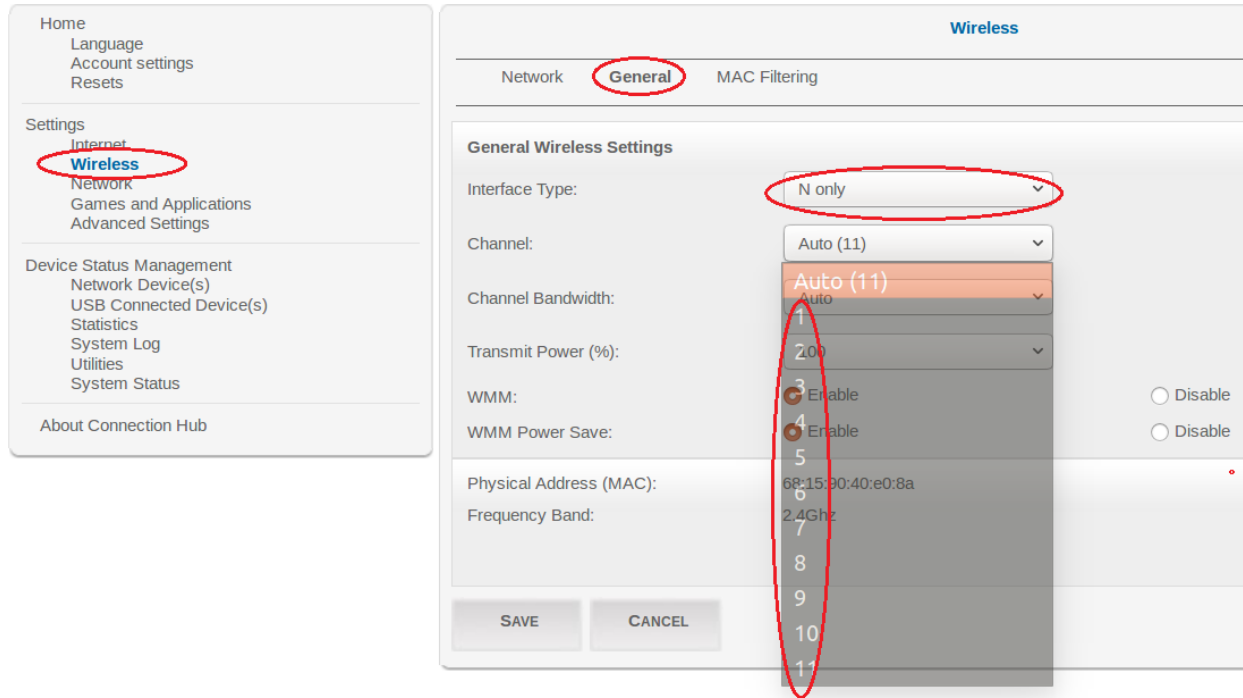 Home
Language
Account settings
Resets
Settings
Internet
Wireless
Network
Games and Applications
Advanced Settings
Device Status Management
Network Device(s)
USB Connected Device(s)
Statistics
System Log
Utilities
System Status
About Connection Hub
Wireless
Network General MAC Filtering
General Wireless Settings
Interface Type: N only
Channel: Auto (11)
Auto (11)
Channel Bandwidth: Auto
1
Transmit Power (%): 100
2
WMM: Enable Disable
3
4
WMM Power Save: Enable Disable
5
Physical Address (MAC): 68:15:90:40:e0:8a
6
Frequency Band: 2.4Ghz
7
8
9
10
11
SAVE CANCEL